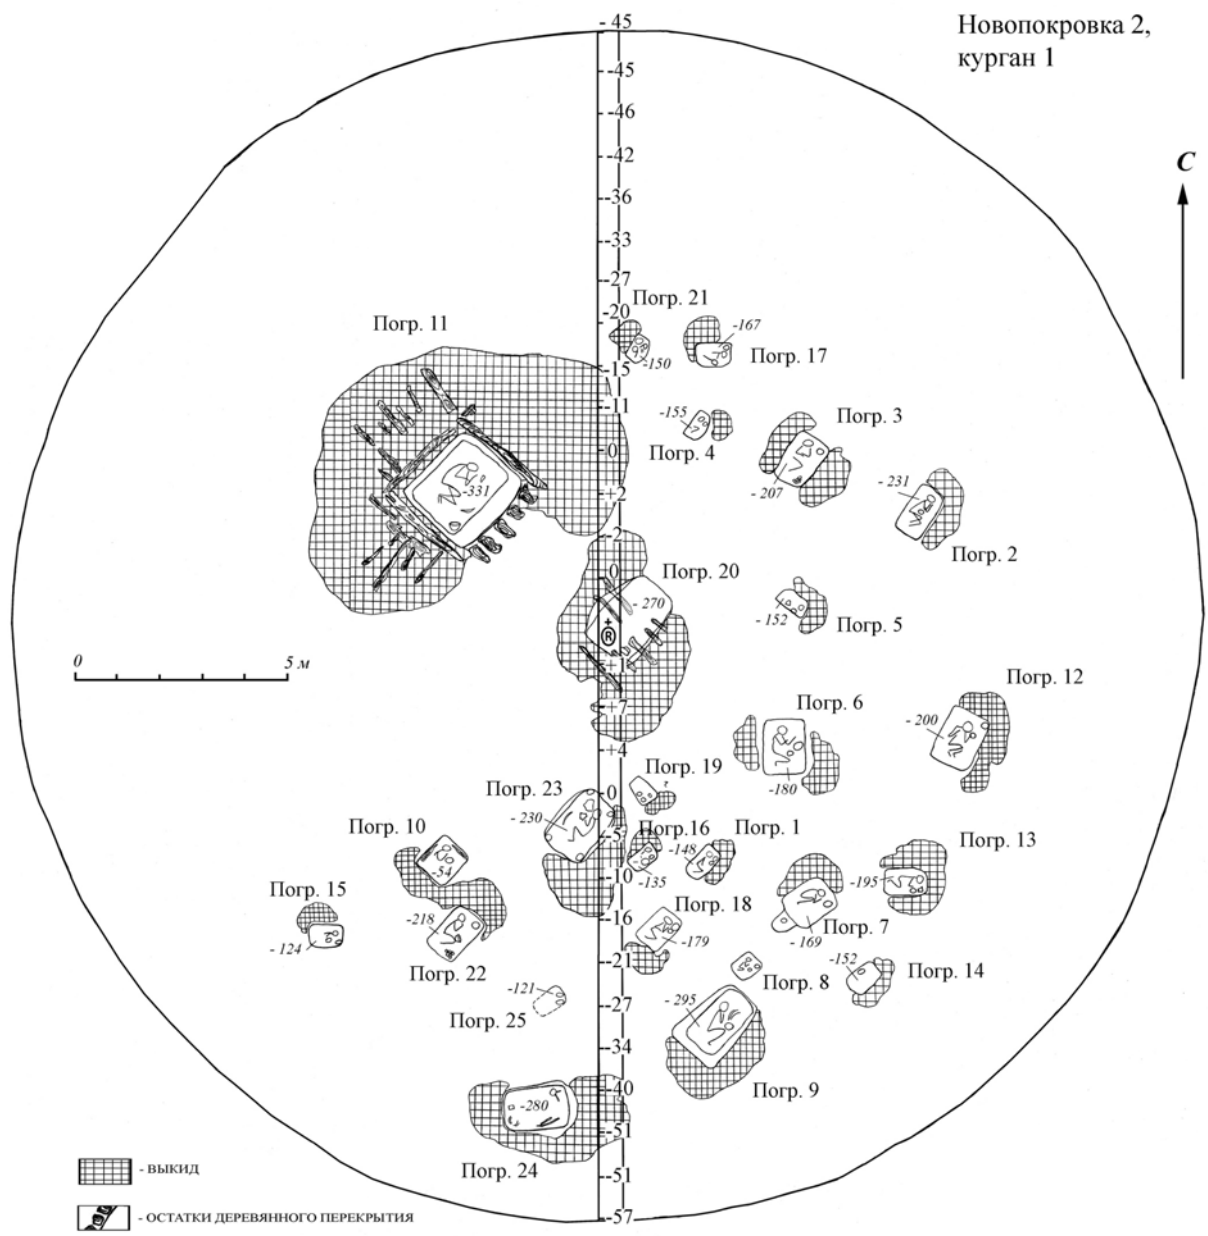 Новопокровка 2,
курган 1
С
- 45
-45
-46
-42
-36
-33
-27
-20
-15
-11
0
+2
-2
0
+1
+7
+4
0
-5
-10
-16
-21
-27
-34
-40
-51
-51
-57
Погр. 21
-150
-167
Погр. 17
Погр. 11
-331
-155
Погр. 4
Погр. 3
- 207
- 231
Погр. 2
Погр. 20
- 270
R
- 152
Погр. 5
0
5 м
Погр. 12
- 200
Погр. 6
-180
Погр. 19
Погр. 23
- 230
Погр.16
-135
Погр. 1
-148
Погр. 10
-54
Погр. 13
-195
Погр. 15
- 124
-218
Погр. 22
Погр. 18
-179
Погр. 7
- 169
-152
Погр. 14
Погр. 8
-121
Погр. 25
- 295
Погр. 9
-280
Погр. 24
- ВЫКИД
- ОСТАТКИ ДЕРЕВЯННОГО ПЕРЕКРЫТИЯ